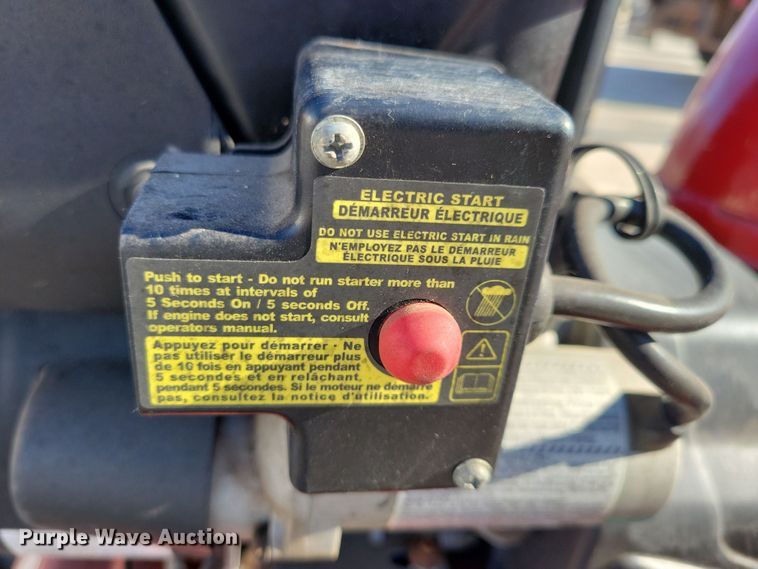 ELECTRIC START
DÉMARREUR ÉLECTRIQUE
DO NOT USE ELECTRIC START IN RAIN
N'EMPLOYEZ PAS LE DÉMARREUR
ÉLECTRIQUE SOUS LA PLUIE
Push to start - Do not run starter more than
10 times at intervals of
5 Seconds On / 5 seconds Off.
If engine does not start, consult
operators manual.
Appuyez pour démarrer - Ne
pas utiliser le démarreur plus
de 10 fois en appuyant pendant
5 secondes et en relâchant,
pendant 5 secondes. Si le moteur ne démarre
pas, consultez la notice d'utilisation.
Purple Wave Auction